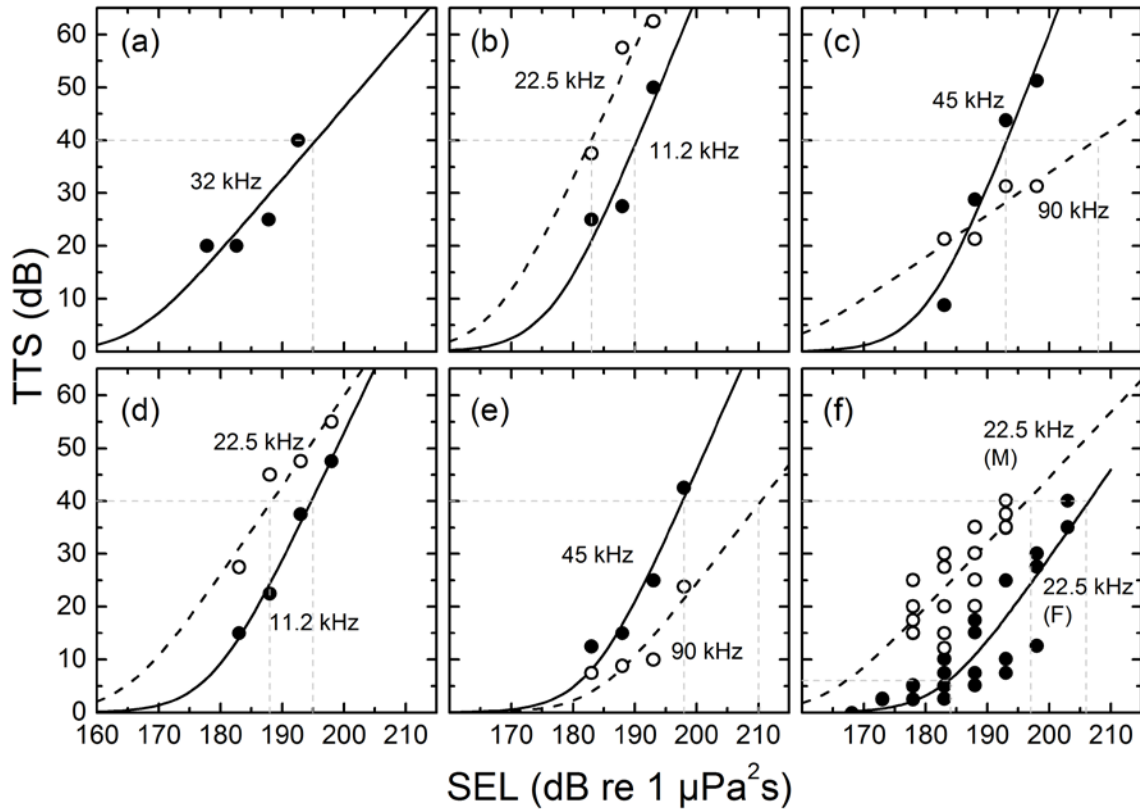 TTS (dB)
60
50
40
30
20
10
0
(a)
32 kHz
(b)
22.5 kHz
11.2 kHz
(c)
45 kHz
90 kHz
60
50
40
30
20
10
0
(d)
22.5 kHz
11.2 kHz
(e)
45 kHz
90 kHz
(f)
22.5 kHz
(M)
22.5 kHz
(F)
160 170 180 190 200 210
170 180 190 200 210
170 180 190 200 210
SEL (dB re 1 µPa²s)